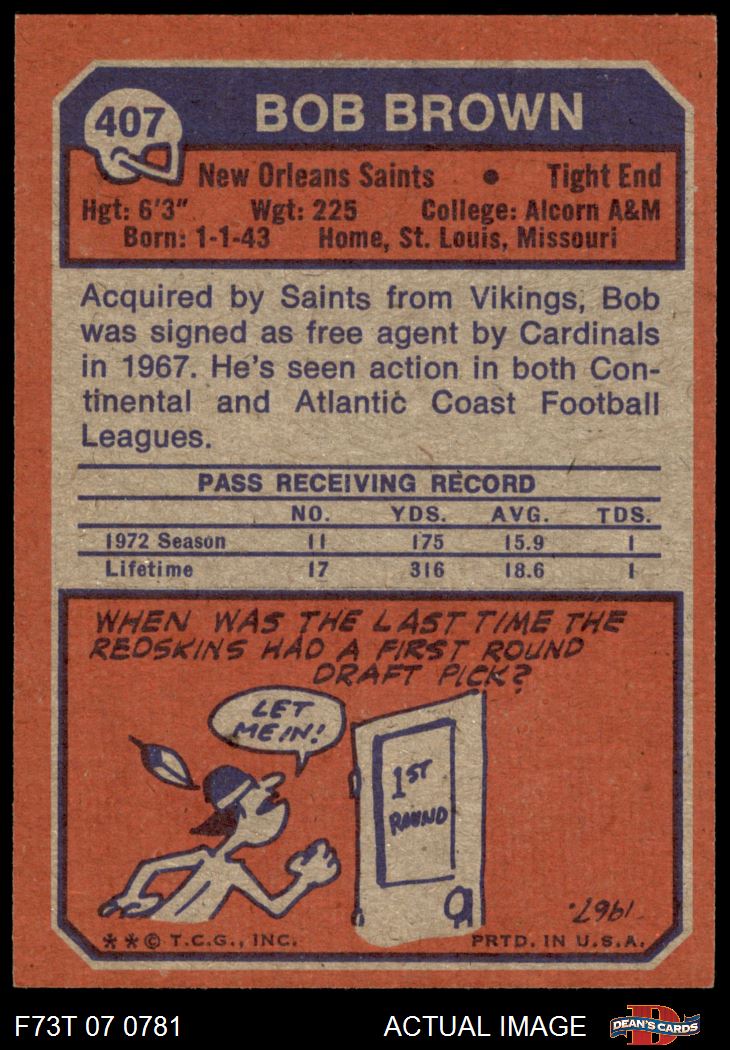 407
BOB BROWN
New Orleans Saints • Tight End
Hgt: 6'3" Wgt: 225 College: Alcorn A&M
Born: 1-1-43 Home, St. Louis, Missouri
Acquired by Saints from Vikings, Bob
was signed as free agent by Cardinals
in 1967. He's seen action in both Con-
tinental and Atlantic Coast Football
Leagues.
PASS RECEIVING RECORD
NO. YDS. AVG. TDS.
1972 Season 11 175 15.9 1
Lifetime 17 316 18.6 1
WHEN WAS THE LAST TIME THE
REDSKINS HAD A FIRST ROUND
DRAFT PICK?
LET
ME IN!
1ST
ROUND
1967.
**© T.C.G., INC. PRTD. IN U.S.A.
F73T 07 0781 ACTUAL IMAGE DEAN'S CARDS